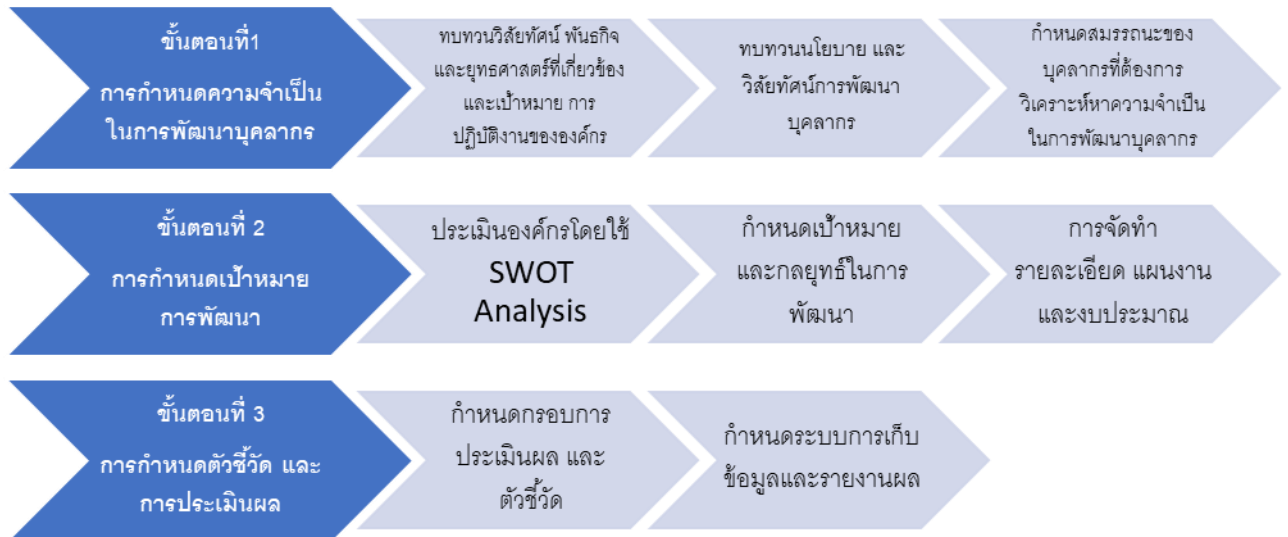 ขั้นตอนที่1
การกำหนดความจำเป็น
ในการพัฒนาบุคลากร
ทบทวนวิสัยทัศน์ พันธกิจ
และยุทธศาสตร์ที่เกี่ยวข้อง
และเป้าหมาย การ
ปฏิบัติงานขององค์กร
ทบทวนนโยบาย และ
วิสัยทัศน์การพัฒนา
บุคลากร
กำหนดสมรรถนะของ
บุคลากรที่ต้องการ
วิเคราะห์หาความจำเป็น
ในการพัฒนาบุคลากร
ขั้นตอนที่ 2
การกำหนดเป้าหมาย
การพัฒนา
ประเมินองค์กรโดยใช้
SWOT
Analysis
กำหนดเป้าหมาย
และกลยุทธ์ในการ
พัฒนา
การจัดทำ
รายละเอียด แผนงาน
และงบประมาณ
ขั้นตอนที่ 3
การกำหนดตัวชี้วัด และ
การประเมินผล
กำหนดกรอบการ
ประเมินผล และ
ตัวชี้วัด
กำหนดระบบการเก็บ
ข้อมูลและรายงานผล